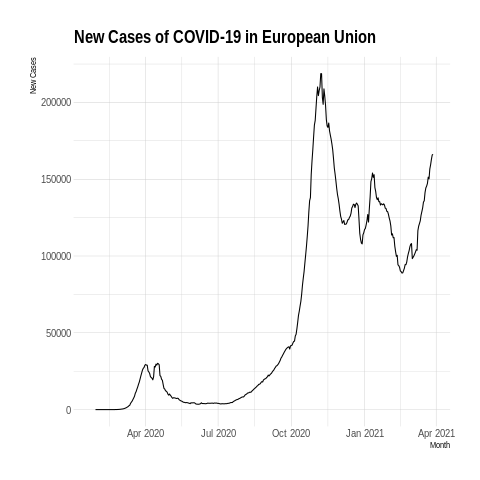 New Cases of COVID-19 in European Union
New Cases
200000
150000
100000
50000
0
Apr 2020 Jul 2020 Oct 2020 Jan 2021 Apr 2021
Month